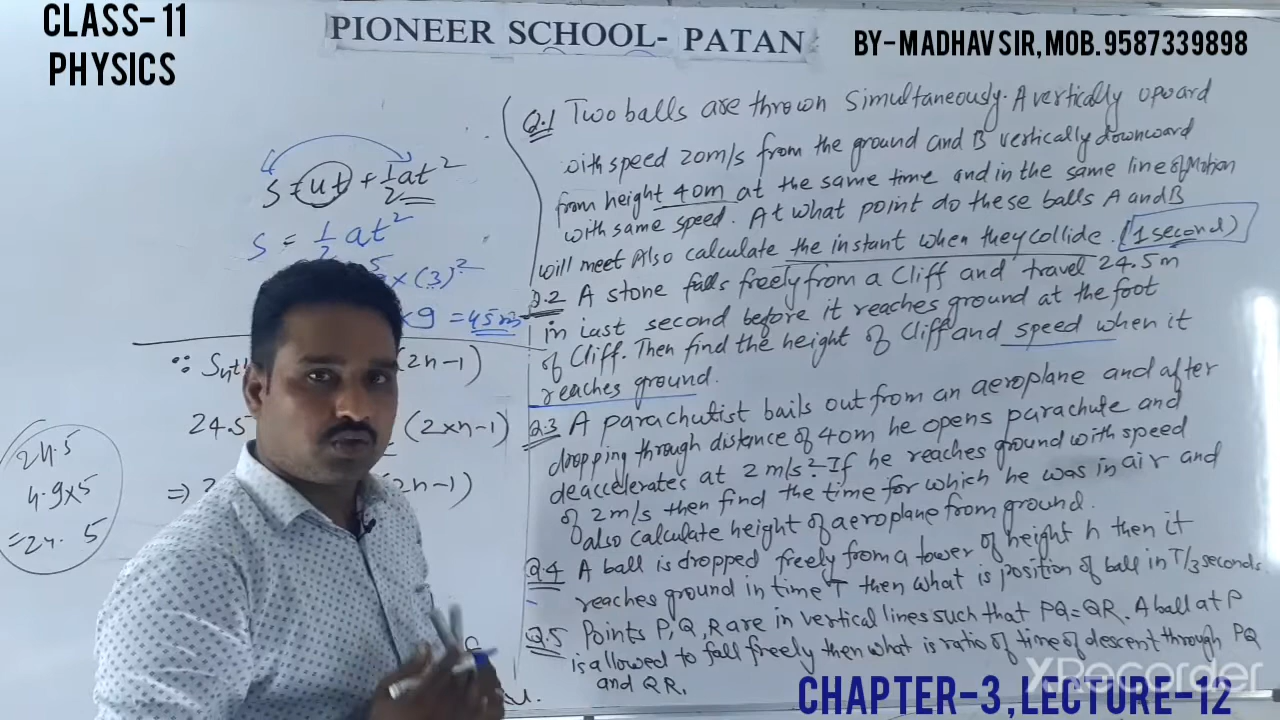 CLASS-11
PHYSICS
PIONEER SCHOOL- PATAN
BY-MADHAV SIR, MOB. 9587339898
S = ut + 1/2 at²
S = 1/2 at²
× (3)²
×9 = 45m
∵ Snt
(2n-1)
24.5
(2×n-1)
⇒ 2
(2n-1)
24.5
4.9×5
=24.5
Q.1 Two balls are thrown simultaneously. A vertically upward
with speed 20m/s from the ground and B vertically downward
from height 40m at the same time and in the same line of Motion
with same speed. At what point do these balls A and B
will meet Also calculate the instant when they collide. (1 second)
Q.2 A stone falls freely from a Cliff and travel 24.5m
in last second before it reaches ground at the foot
of Cliff. Then find the height of Cliff and speed when it
reaches ground.
Q.3 A parachutist bails out from an aeroplane and after
dropping through distance of 40m he opens parachute and
deaccelerates at 2 m/s². If he reaches ground with speed
of 2m/s then find the time for which he was in air and
also calculate height of aeroplane from ground.
Q.4 A ball is dropped freely from a tower of height h then it
reaches ground in time T then what is position of ball in T/3 seconds.
Q.5 Points P, Q, R are in vertical lines such that PQ = QR. A ball at P
is allowed to fall freely then what is ratio of time of descent through PQ
and QR.
XRecorder
CHAPTER-3, LECTURE-12